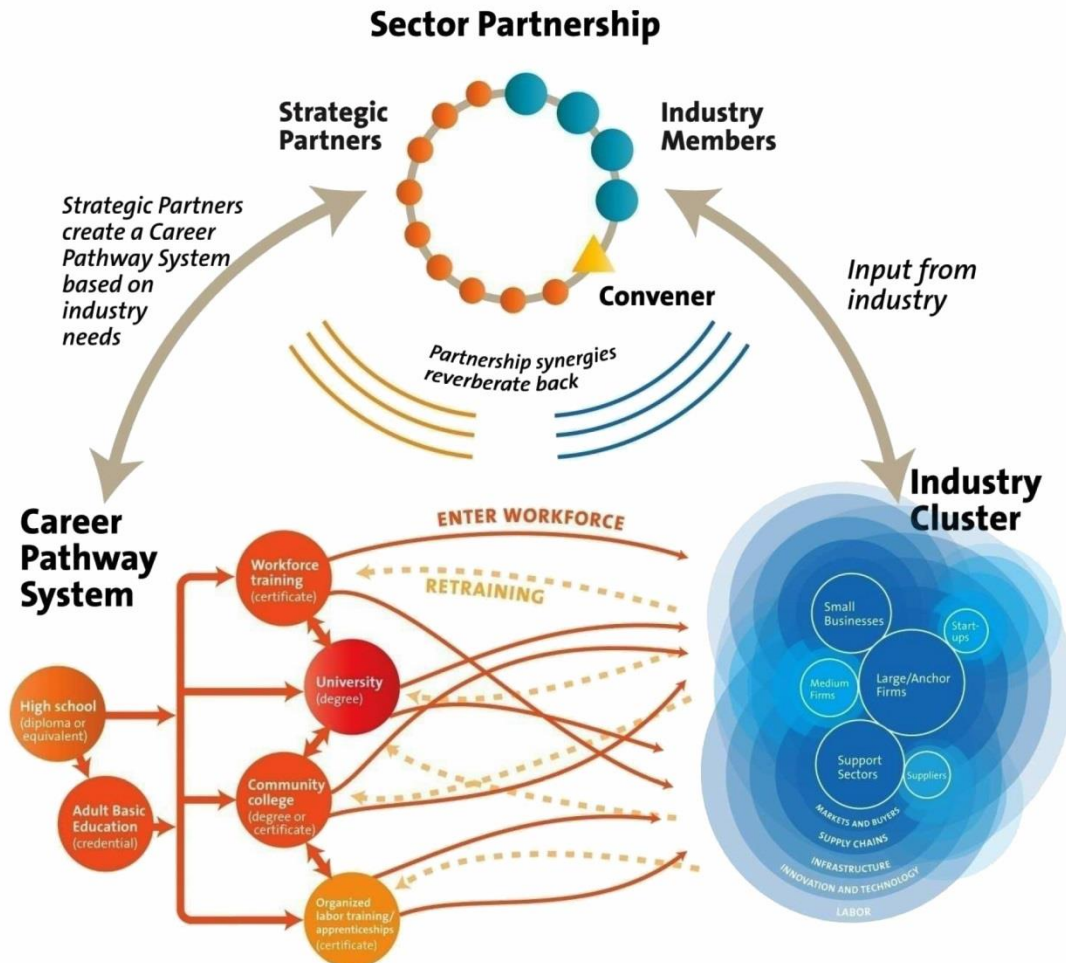 Sector Partnership
Strategic
Partners
Industry
Members
Strategic Partners
create a Career
Pathway System
based on
industry
needs
Convener
Input from
industry
Partnership synergies
reverberate back
Career
Pathway
System
Industry
Cluster
ENTER WORKFORCE
RETRAINING
Workforce
training
(certificate)
University
(degree)
High school
(diploma or
equivalent)
Community
college
(degree or
certificate)
Adult Basic
Education
(credential)
Organized
labor training/
apprenticeships
(certificate)
Small
Businesses
Start-
ups
Medium
Firms
Large/Anchor
Firms
Support
Sectors
Suppliers
MARKETS AND BUYERS
SUPPLY CHAINS
INFRASTRUCTURE
INNOVATION AND TECHNOLOGY
LABOR